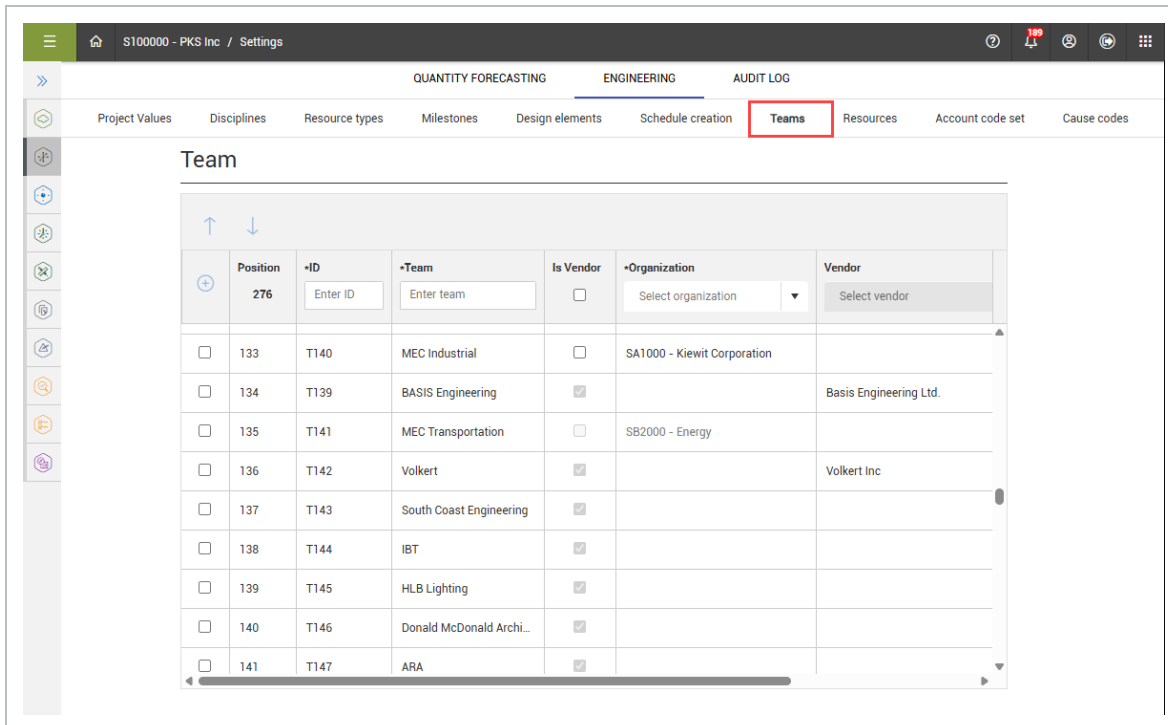 S100000 - PKS Inc / Settings
189
QUANTITY FORECASTING ENGINEERING AUDIT LOG
Project Values Disciplines Resource types Milestones Design elements Schedule creation Teams Resources Account code set Cause codes
Team
Position *ID *Team Is Vendor *Organization Vendor
276 Enter ID Enter team Select organization Select vendor
133 T140 MEC Industrial SA1000 - Kiewit Corporation
134 T139 BASIS Engineering Basis Engineering Ltd.
135 T141 MEC Transportation SB2000 - Energy
136 T142 Volkert Volkert Inc
137 T143 South Coast Engineering
138 T144 IBT
139 T145 HLB Lighting
140 T146 Donald McDonald Archi...
141 T147 ARA